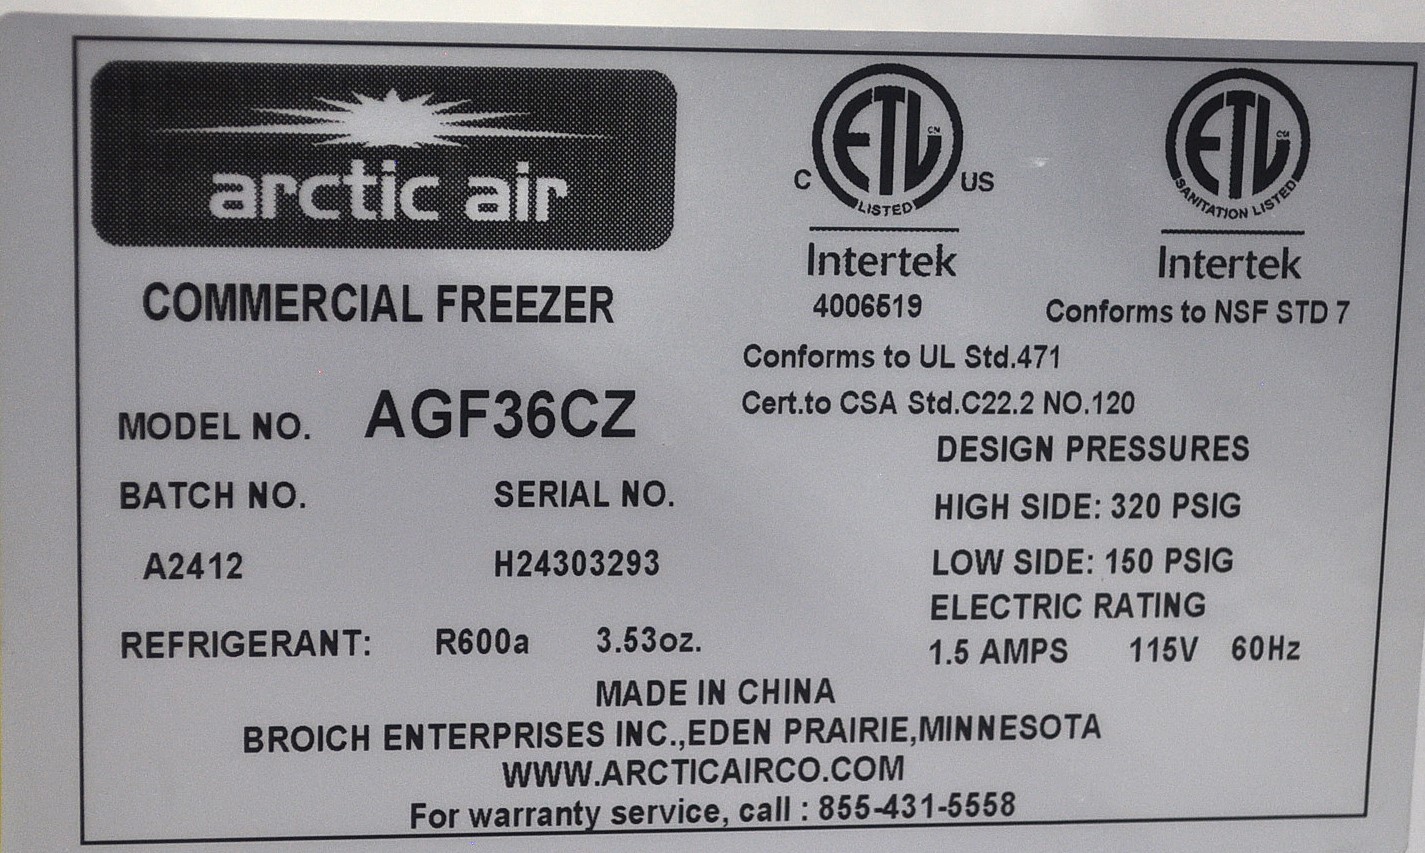 arctic air
COMMERCIAL FREEZER
MODEL NO. AGF36CZ
BATCH NO. SERIAL NO.
A2412 H24303293
REFRIGERANT: R600a 3.53oz.
C ETL CM US
LISTED
Intertek
4006519
ETL CM
SANITATION LISTED
Intertek
Conforms to NSF STD 7
Conforms to UL Std.471
Cert.to CSA Std.C22.2 NO.120
DESIGN PRESSURES
HIGH SIDE: 320 PSIG
LOW SIDE: 150 PSIG
ELECTRIC RATING
1.5 AMPS 115V 60Hz
MADE IN CHINA
BROICH ENTERPRISES INC.,EDEN PRAIRIE,MINNESOTA
WWW.ARCTICAIRCO.COM
For warranty service, call : 855-431-5558